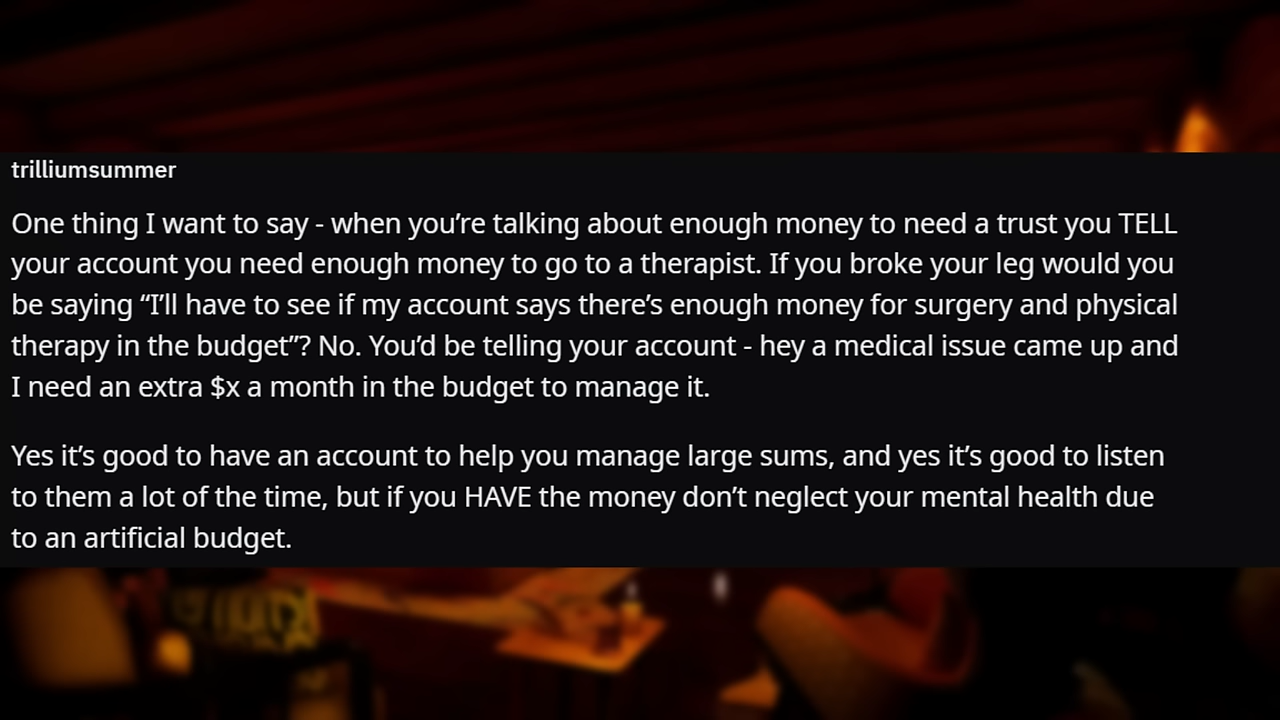 trilliumsummer
One thing I want to say - when you’re talking about enough money to need a trust you TELL
your account you need enough money to go to a therapist. If you broke your leg would you
be saying “I’ll have to see if my account says there’s enough money for surgery and physical
therapy in the budget”? No. You’d be telling your account - hey a medical issue came up and
I need an extra $x a month in the budget to manage it.
Yes it’s good to have an account to help you manage large sums, and yes it’s good to listen
to them a lot of the time, but if you HAVE the money don’t neglect your mental health due
to an artificial budget.